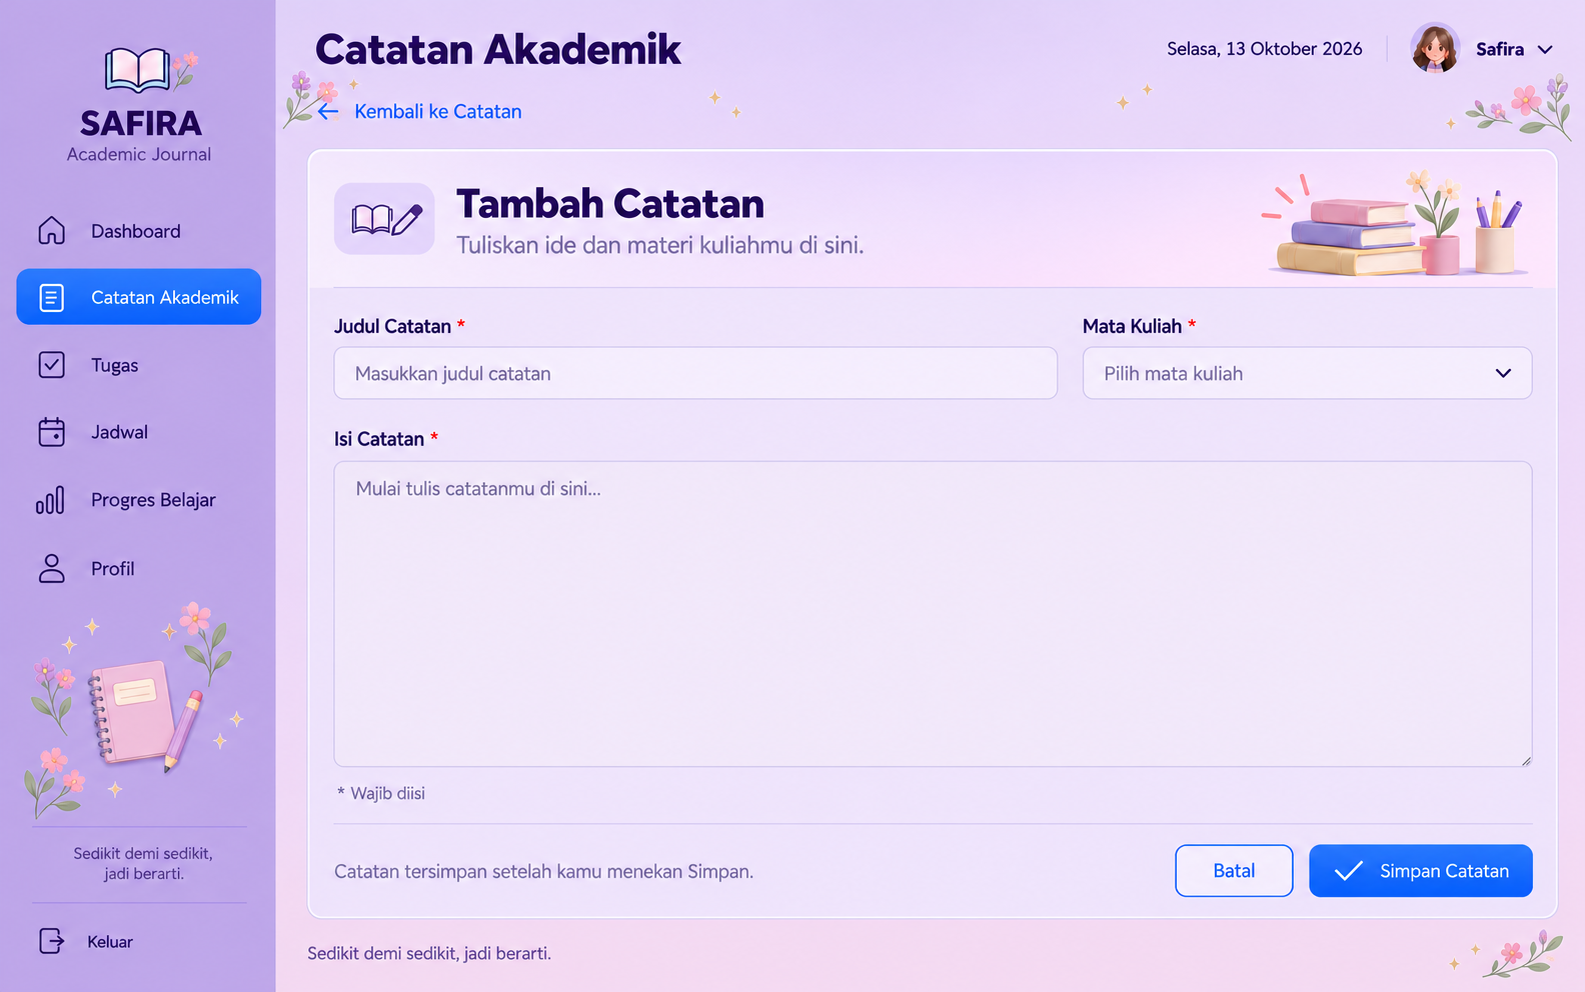 SAFIRA
Academic Journal
Dashboard
Catatan Akademik
Tugas
Jadwal
Progres Belajar
Profil
Sedikit demi sedikit,
jadi berarti.
Keluar
Catatan Akademik
Selasa, 13 Oktober 2026
Safira
Kembali ke Catatan
Tambah Catatan
Tuliskan ide dan materi kuliahmu di sini.
Judul Catatan *
Masukkan judul catatan
Mata Kuliah *
Pilih mata kuliah
Isi Catatan *
Mulai tulis catatanmu di sini...
* Wajib diisi
Catatan tersimpan setelah kamu menekan Simpan.
Batal
Simpan Catatan
Sedikit demi sedikit, jadi berarti.